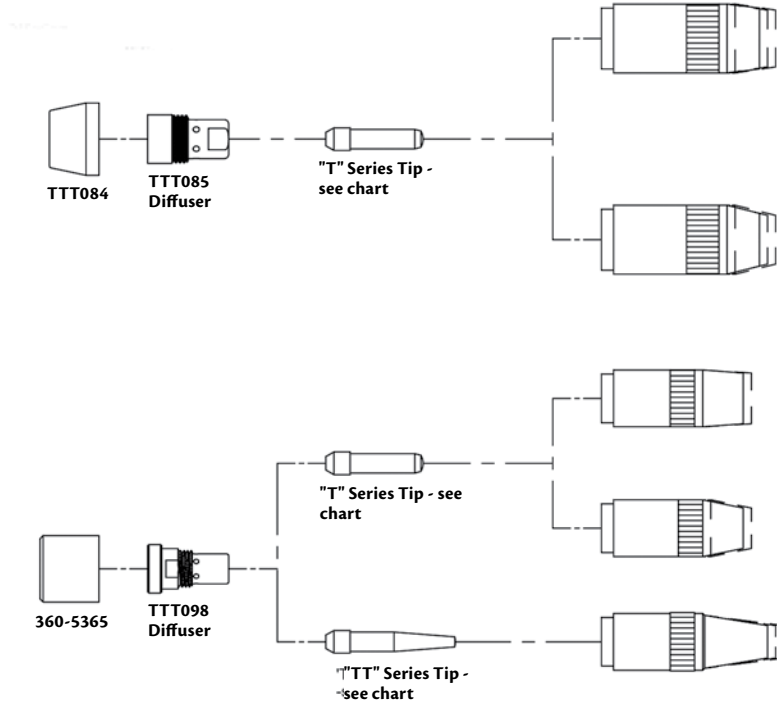 TTT084
TTT085
Diffuser
"T" Series Tip -
see chart
"T" Series Tip - see
chart
360-5365
TTT098
Diffuser
"TT" Series Tip -
see chart